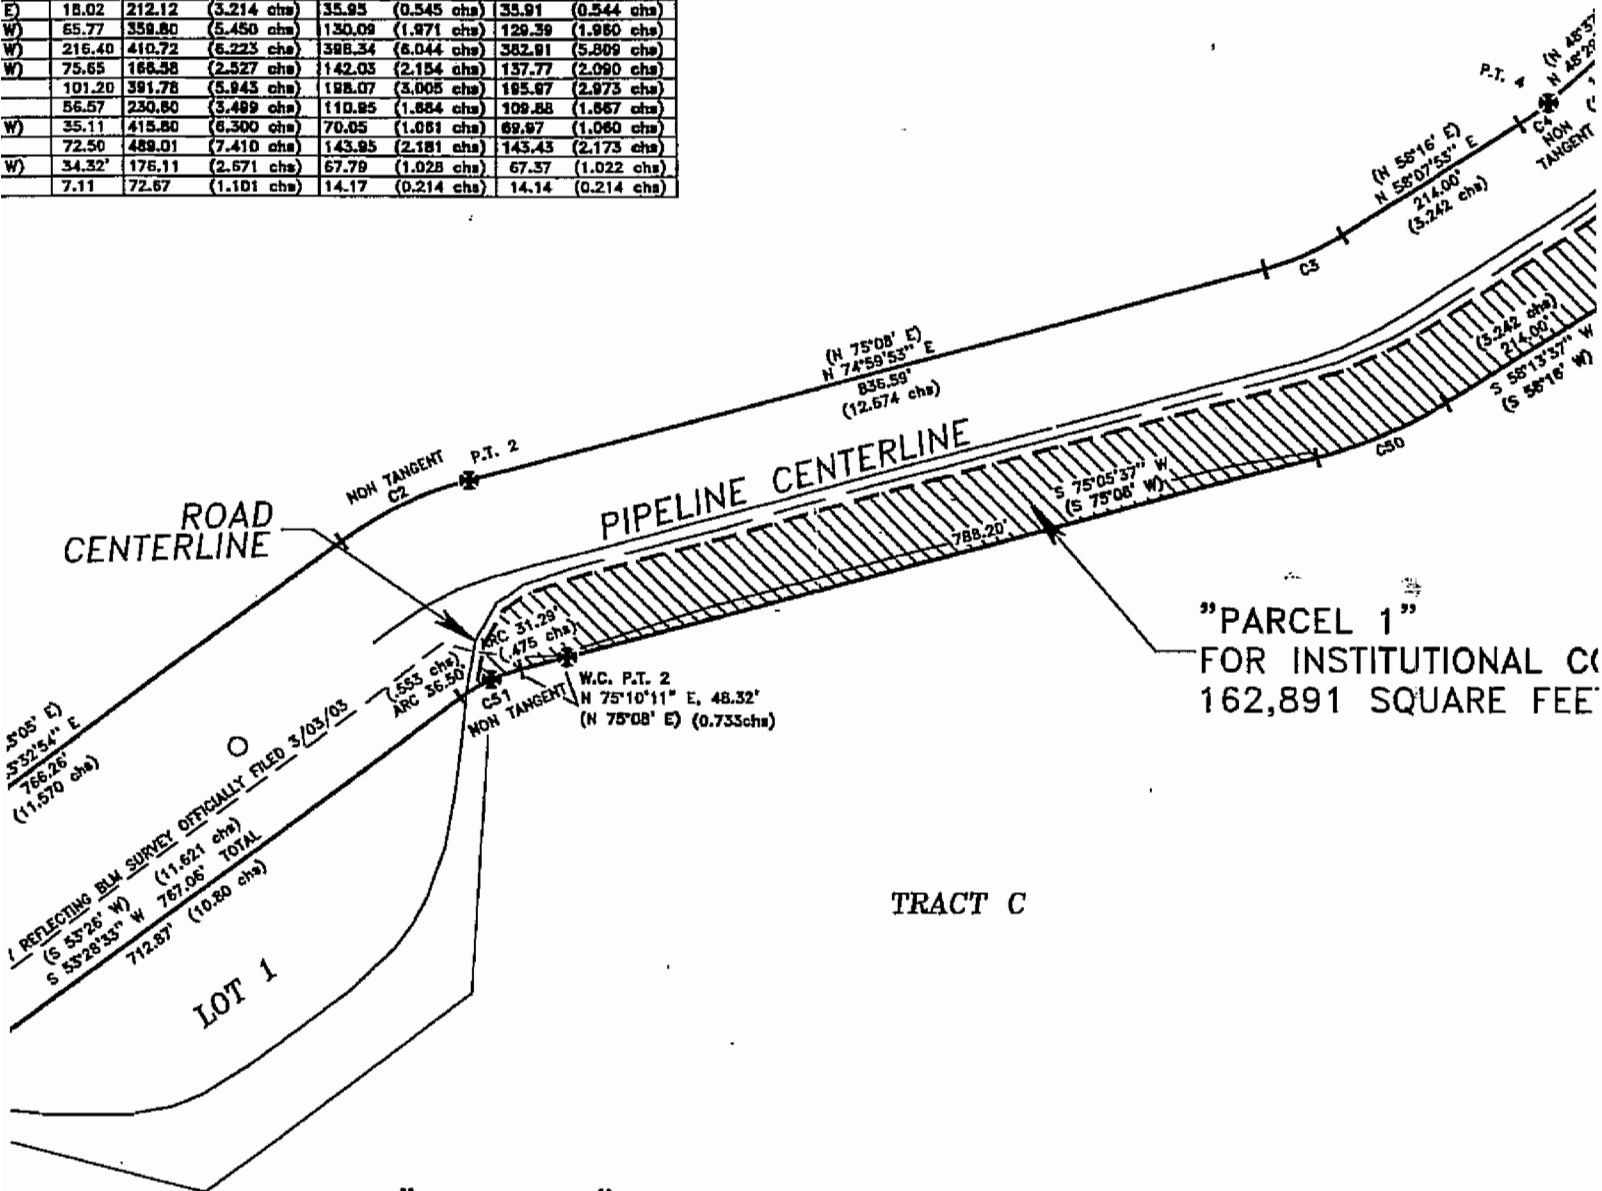 E) 18.02 212.12 (3.214 chs) 35.95 (0.545 chs) 35.91 (0.544 chs)
W) 65.77 359.80 (5.450 chs) 130.09 (1.971 chs) 129.39 (1.960 chs)
W) 216.40 410.72 (6.223 chs) 398.34 (6.044 chs) 382.91 (5.809 chs)
W) 75.65 166.38 (2.527 chs) 142.03 (2.154 chs) 137.77 (2.090 chs)
101.20 391.78 (5.943 chs) 198.07 (3.005 chs) 195.97 (2.973 chs)
56.57 230.60 (3.499 chs) 110.95 (1.684 chs) 109.88 (1.667 chs)
W) 35.11 415.80 (6.300 chs) 70.05 (1.061 chs) 69.97 (1.060 chs)
72.50 489.01 (7.410 chs) 143.95 (2.181 chs) 143.43 (2.173 chs)
W) 34.32' 176.11 (2.671 chs) 67.79 (1.028 chs) 67.37 (1.022 chs)
7.11 72.67 (1.101 chs) 14.17 (0.214 chs) 14.14 (0.214 chs)
P.T. 4
C4
NON
TANGENT
(N 58°16' E)
N 58°07'53" E
214.00'
(3.242 chs)
C3
(N 75°08' E)
N 74°59'53" E
836.59'
(12.674 chs)
NON TANGENT
C2
P.T. 2
ROAD
CENTERLINE
PIPELINE CENTERLINE
(3.242 chs)
214.00'
S 58°13'37" W
(S 58°16' W)
C50
S 75°05'37" W
(S 75°08' W)
788.20'
"PARCEL 1"
FOR INSTITUTIONAL CO
162,891 SQUARE FEE
ARC 31.29'
(.475 chs)
(.553 chs)
ARC 36.50'
C51
NON TANGENT
W.C. P.T. 2
N 75°10'11" E, 48.32'
(N 75°08' E) (0.733chs)
3°05' E)
3°32'54" E
766.26'
(11.570 chs)
REFLECTING BLM SURVEY OFFICIALLY FILED 3/03/03
(S 53°26' W) (11.621 chs)
S 53°28'33" W 767.06' TOTAL
712.87' (10.80 chs)
LOT 1
TRACT C